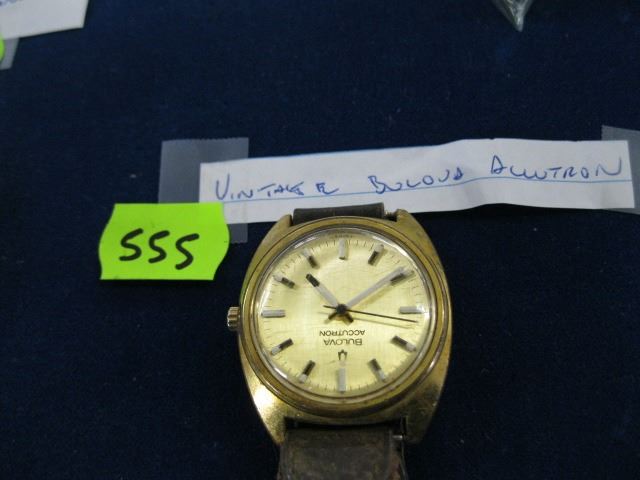 VINTAGE BULOVA ACCUTRON
555
BULOVA
ACCUTRON